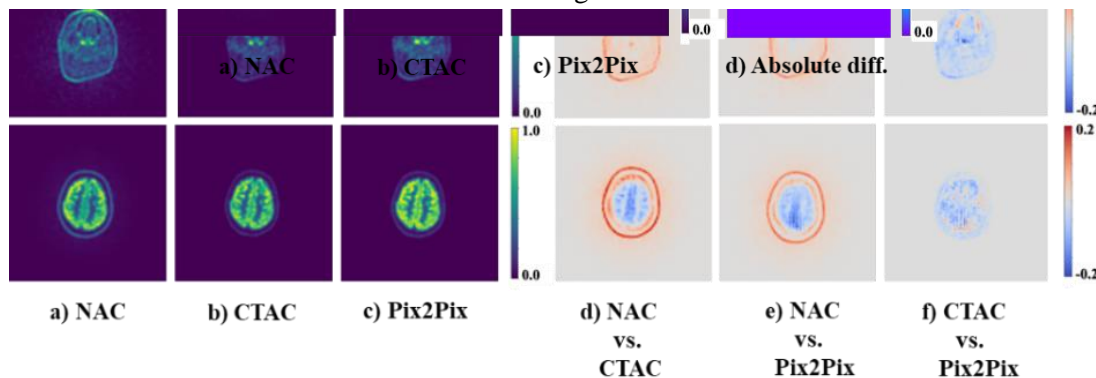 0.0 0.0
a) NAC b) CTAC c) Pix2Pix d) Absolute diff.
0.0 -0.2
1.0 0.2
0.0 -0.2
a) NAC b) CTAC c) Pix2Pix d) NAC e) NAC f) CTAC
vs. vs. vs.
CTAC Pix2Pix Pix2Pix